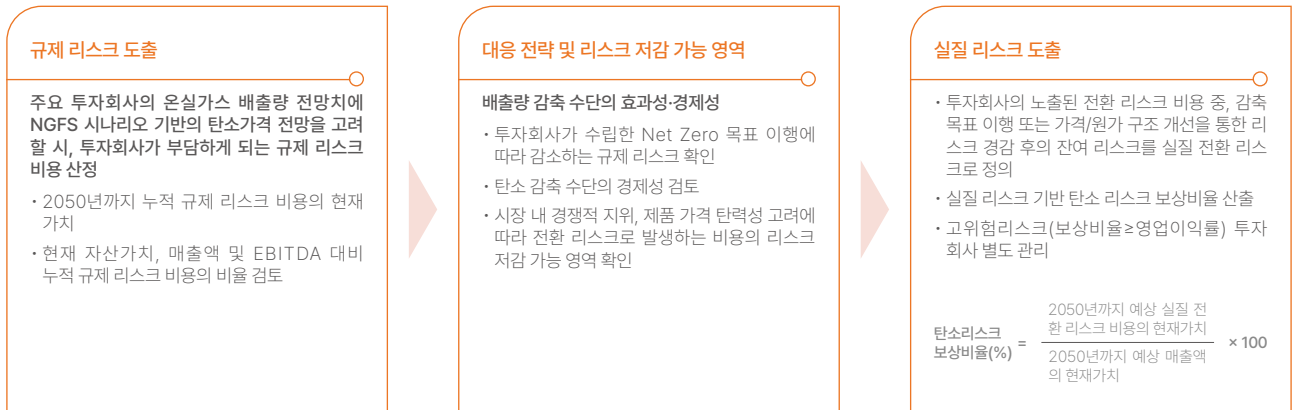 규제 리스크 도출
주요 투자회사의 온실가스 배출량 전망치에
NGFS 시나리오 기반의 탄소가격 전망을 고려
할 시, 투자회사가 부담하게 되는 규제 리스크
비용 산정
· 2050년까지 누적 규제 리스크 비용의 현재
가치
· 현재 자산가치, 매출액 및 EBITDA 대비
누적 규제 리스크 비용의 비율 검토
대응 전략 및 리스크 저감 가능 영역
배출량 감축 수단의 효과성·경제성
· 투자회사가 수립한 Net Zero 목표 이행에
따라 감소하는 규제 리스크 확인
· 탄소 감축 수단의 경제성 검토
· 시장 내 경쟁적 지위, 제품 가격 탄력성 고려에
따라 전환 리스크로 발생하는 비용의 리스크
저감 가능 영역 확인
실질 리스크 도출
· 투자회사의 노출된 전환 리스크 비용 중, 감축
목표 이행 또는 가격/원가 구조 개선을 통한 리
스크 경감 후의 잔여 리스크를 실질 전환 리스
크로 정의
· 실질 리스크 기반 탄소 리스크 보상비율 산출
· 고위험리스크(보상비율≥영업이익률) 투자
회사 별도 관리
탄소리스크
보상비율(%) =
2050년까지 예상 실질 전
환 리스크 비용의 현재가치
2050년까지 예상 매출액
의 현재가치
× 100